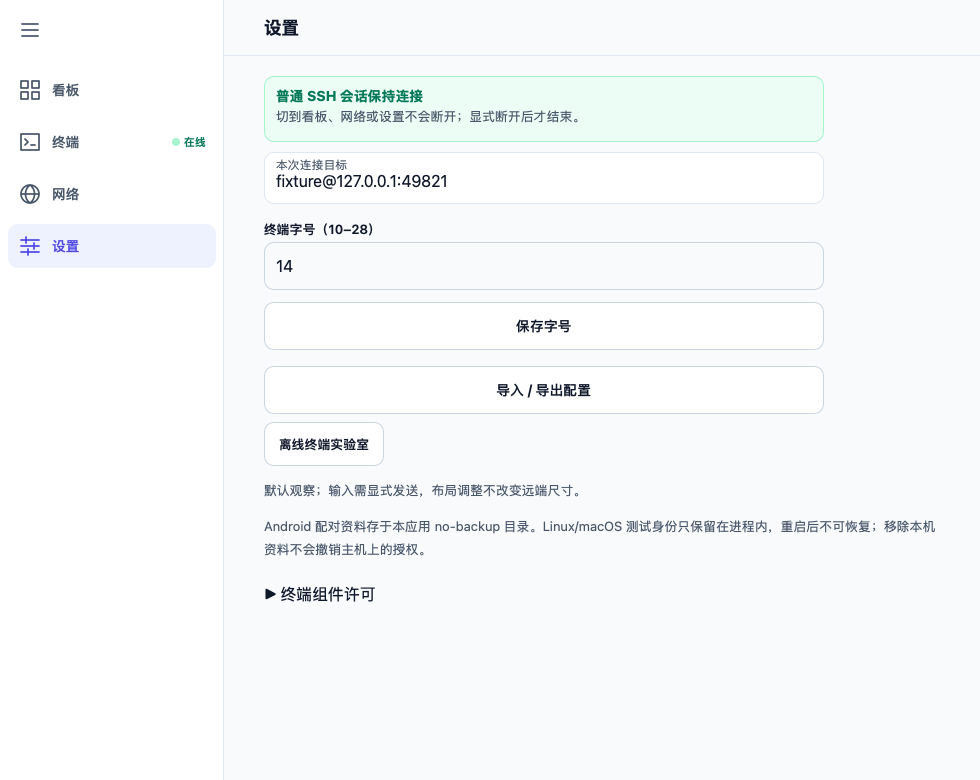 设置
看板
终端
在线
网络
设置
普通 SSH 会话保持连接
切到看板、网络或设置不会断开；显式断开后才结束。
本次连接目标
fixture@127.0.0.1:49821
终端字号（10–28）
14
保存字号
导入 / 导出配置
离线终端实验室
默认观察；输入需显式发送，布局调整不改变远端尺寸。
Android 配对资料存于本应用 no-backup 目录。Linux/macOS 测试身份只保留在进程内，重启后不可恢复；移除本机
资料不会撤销主机上的授权。
终端组件许可